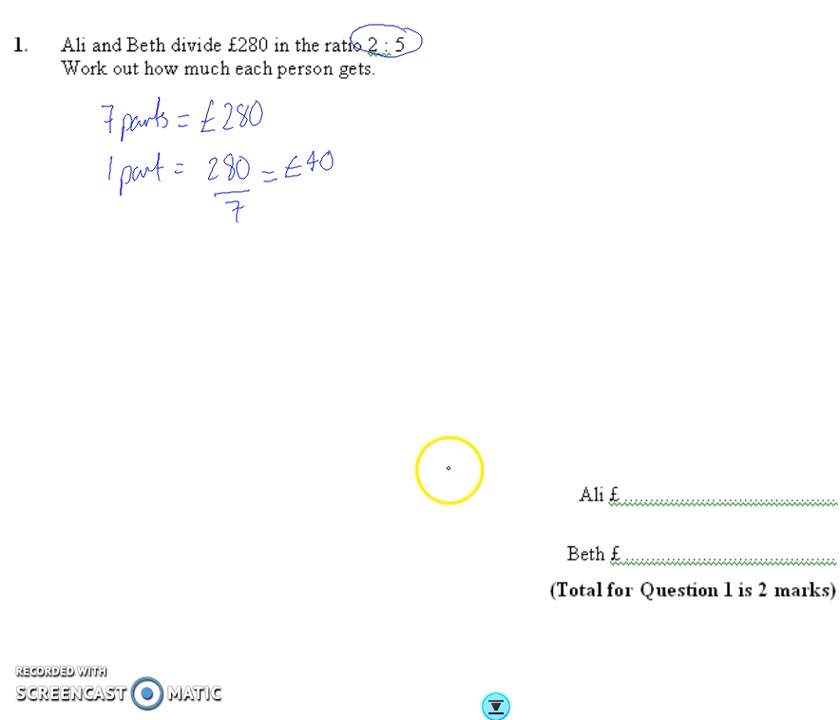 1. Ali and Beth divide £280 in the ratio 2 : 5
Work out how much each person gets.
7 parts = £280
1 part = 280/7 = £40
Ali £..............................................
Beth £..............................................
(Total for Question 1 is 2 marks)
RECORDED WITH
SCREENCAST MATIC